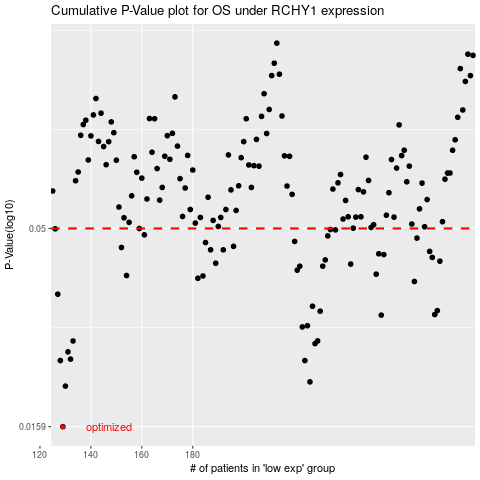 Cumulative P-Value plot for OS under RCHY1 expression
P-Value(log10)
0.05
0.0159
optimized
120 140 160 180
# of patients in 'low exp' group